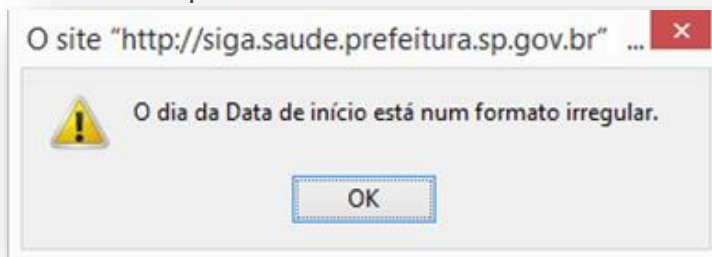 O site "http://siga.saude.prefeitura.sp.gov.br" ...
O dia da Data de início está num formato irregular.
OK